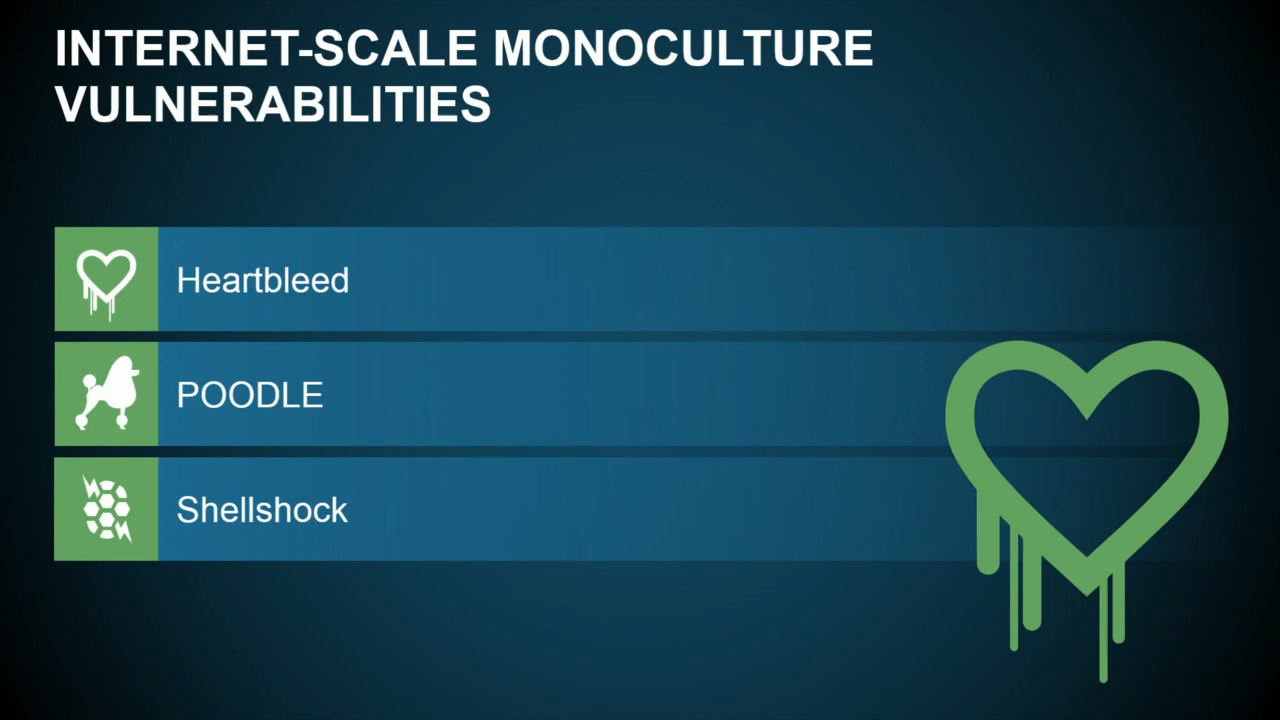 INTERNET-SCALE MONOCULTURE
VULNERABILITIES
Heartbleed
POODLE
Shellshock